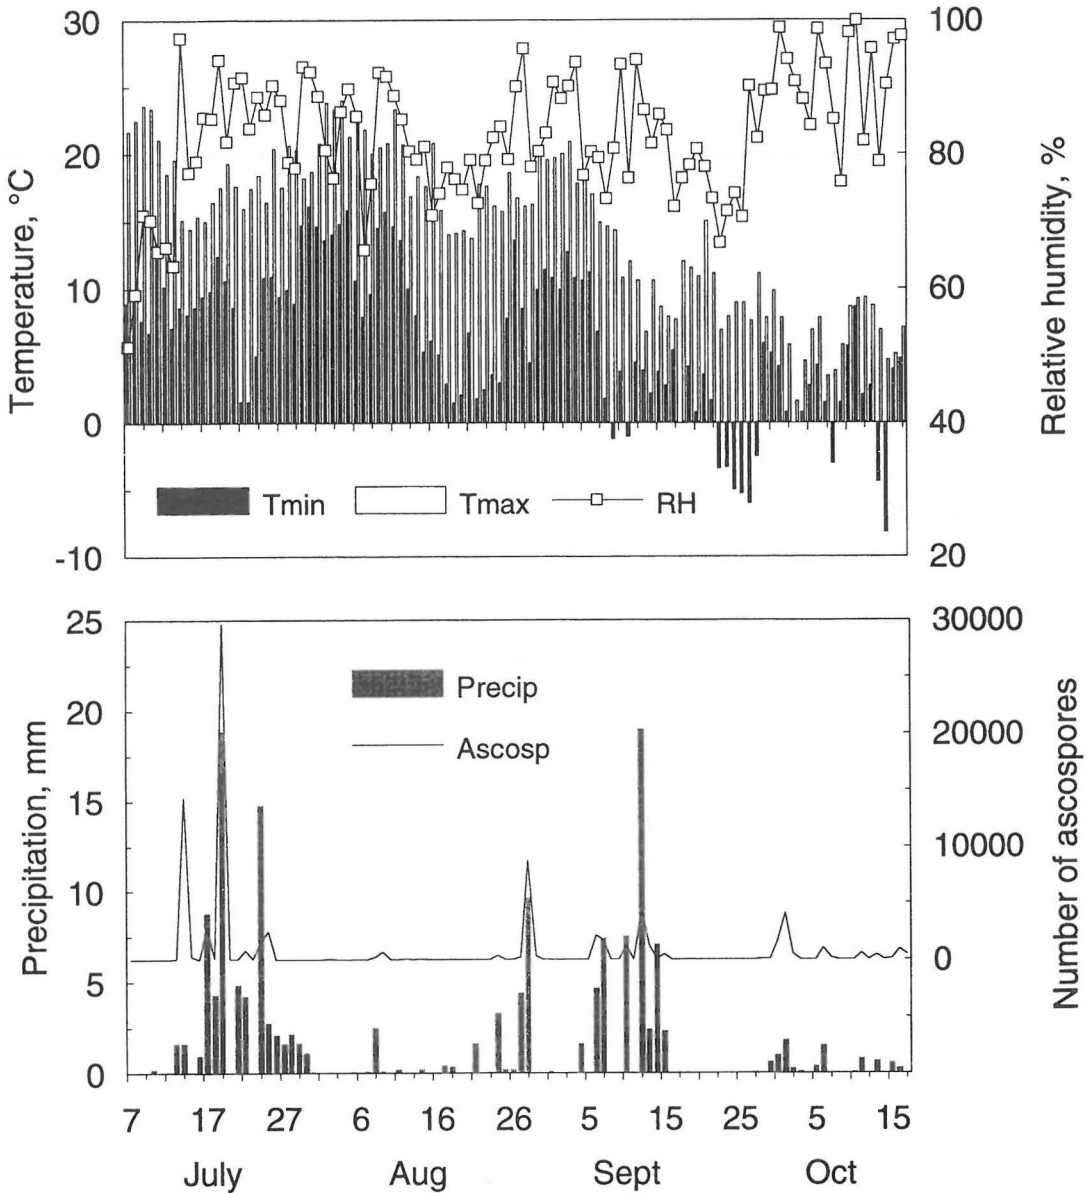 30
20
10
0
-10
Temperature, °C
100
80
60
40
20
Relative humidity, %
Tmin
Tmax
RH
25
20
15
10
5
0
Precipitation, mm
30000
20000
10000
0
Number of ascospores
Precip
Ascosp
7 17 27 6 16 26 5 15 25 5 15
July Aug Sept Oct